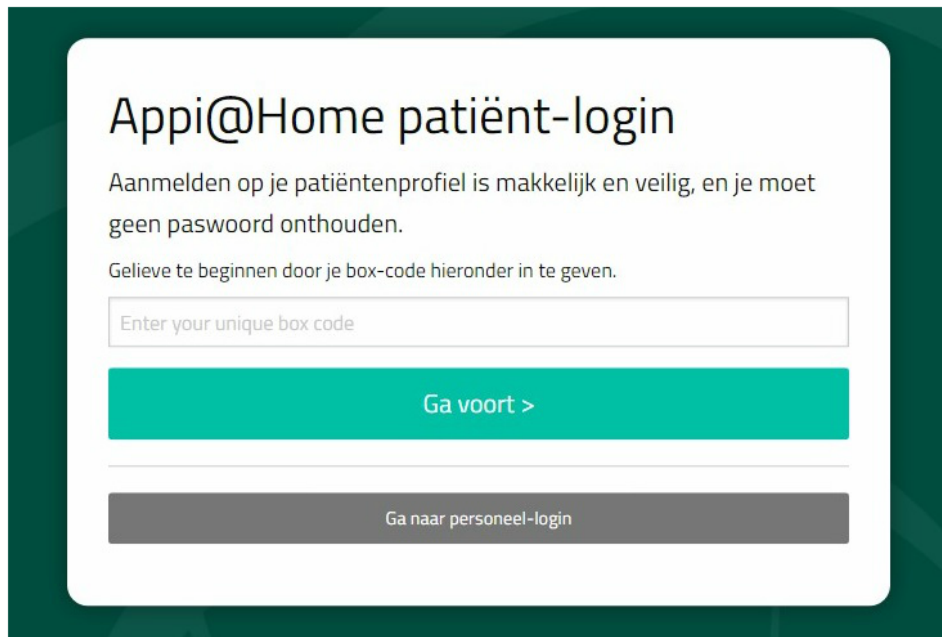 Appi@Home patiënt-login
Aanmelden op je patiëntenprofiel is makkelijk en veilig, en je moet
geen paswoord onthouden.
Gelieve te beginnen door je box-code hieronder in te geven.
Enter your unique box code
Ga voort >
Ga naar personeel-login